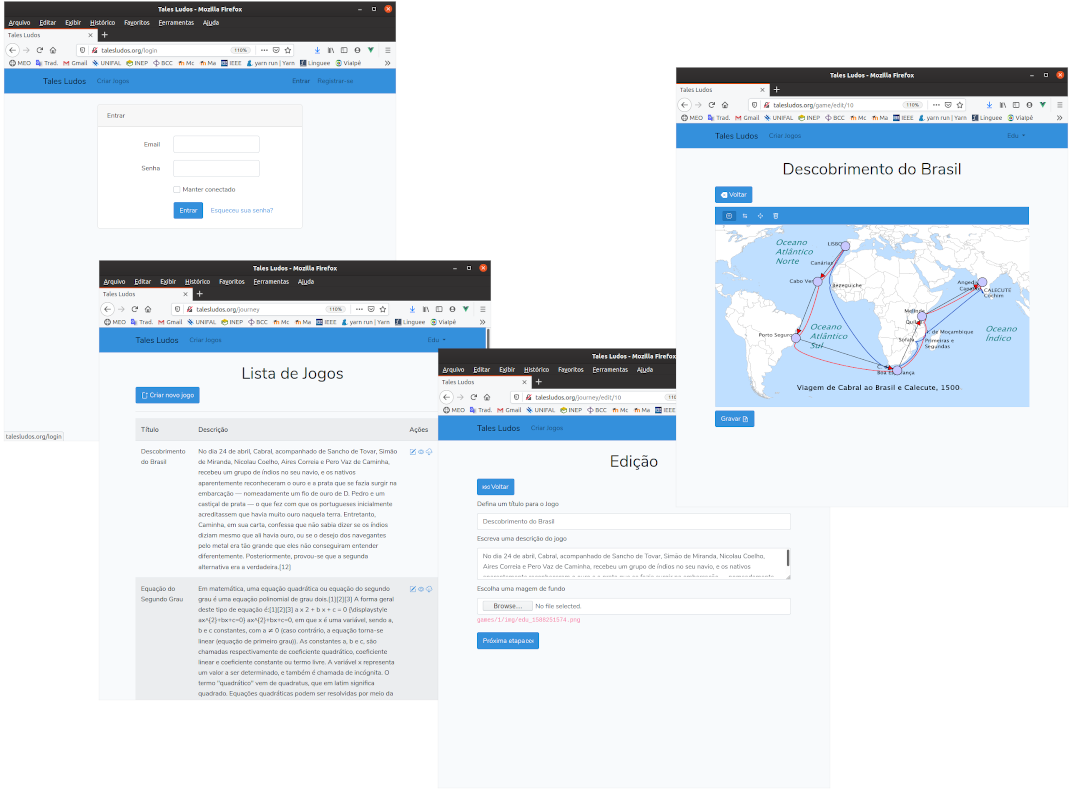 Tales Ludos - Mozilla Firefox
Arquivo Editar Exibir Histórico Favoritos Ferramentas Ajuda
Tales Ludos × +
talesludos.org/login 110%
MEO Trad. Gmail UNIFAL INEP BCC Mc Ma IEEE yarn run | Yarn Linguee Viaipé
Tales Ludos Criar Jogos Entrar Registrar-se
Entrar
Email
Senha
Manter conectado
Entrar Esqueceu sua senha?
talesludos.org/login
Tales Ludos - Mozilla Firefox
Arquivo Editar Exibir Histórico Favoritos Ferramentas Ajuda
Tales Ludos × +
talesludos.org/journey 110%
MEO Trad. Gmail UNIFAL INEP BCC Mc Ma IEEE yarn run | Yarn Linguee Viaipé
Tales Ludos Criar Jogos Edu
Lista de Jogos
Criar novo jogo
Título Descrição Ações
Descobrimento do Brasil
No dia 24 de abril, Cabral, acompanhado de Sancho de Tovar, Simão
de Miranda, Nicolau Coelho, Aires Correia e Pero Vaz de Caminha,
recebeu um grupo de índios no seu navio, e os nativos
aparentemente reconheceram o ouro e a prata que se fazia surgir na
embarcação — nomeadamente um fio de ouro de D. Pedro e um
castiçal de prata — o que fez com que os portugueses inicialmente
acreditassem que havia muito ouro naquela terra. Entretanto,
Caminha, em sua carta, confessa que não sabia dizer se os índios
diziam mesmo que ali havia ouro, ou se o desejo dos navegantes
pelo metal era tão grande que eles não conseguiram entender
diferentemente. Posteriormente, provou-se que a segunda
alternativa era a verdadeira.[12]
Equação do Segundo Grau
Em matemática, uma equação quadrática ou equação do segundo
grau é uma equação polinomial de grau dois.[1][2][3] A forma geral
deste tipo de equação é:[1][2][3] a x 2 + b x + c = 0 {\displaystyle
ax^{2}+bx+c=0} ax^{2}+bx+c=0, em que x é uma variável, sendo a,
b e c constantes, com a ≠ 0 (caso contrário, a equação torna-se
linear (equação de primeiro grau)). As constantes a, b e c, são
chamadas respectivamente de coeficiente quadrático, coeficiente
linear e coeficiente constante ou termo livre. A variável x representa
um valor a ser determinado, e também é chamada de incógnita. O
termo "quadrático" vem de quadratus, que em latim significa
quadrado. Equações quadráticas podem ser resolvidas por meio da
Tales Ludos - Mozilla Firefox
Arquivo Editar Exibir Histórico Favoritos Ferramentas Ajuda
Tales Ludos × +
talesludos.org/journey/edit/10
MEO Trad. Gmail UNIFAL INEP BCC Mc Ma IEEE
Tales Ludos Criar Jogos
Edição
Voltar
Defina um título para o Jogo
Descobrimento do Brasil
Escreva uma descrição do jogo
No dia 24 de abril, Cabral, acompanhado de Sancho de Tovar, Simão de Miranda, Nicolau Coelho,
Aires Correia e Pero Vaz de Caminha, recebeu um grupo de índios no seu navio, e os nativos
Escolha uma magem de fundo
Browse... No file selected.
games/1/img/edu_1508251574.png
Próxima etapa
Tales Ludos - Mozilla Firefox
Arquivo Editar Exibir Histórico Favoritos Ferramentas Ajuda
Tales Ludos × +
talesludos.org/game/edit/10 110%
MEO Trad. Gmail UNIFAL INEP BCC Mc Ma IEEE yarn run | Yarn Linguee Viaipé
Tales Ludos Criar Jogos Edu
Descobrimento do Brasil
Voltar
Oceano
Atlântico
Norte
Canárias
Cabo Ve
Bezeguiche
CALECUTE
Cochim
Porto Seguro
Oceano
Atlântico
Sul
I. de Moçambique
Primeiras e
Segundas
Sofala
Oceano
Índico
Viagem de Cabral ao Brasil e Calecute, 1500
Gravar